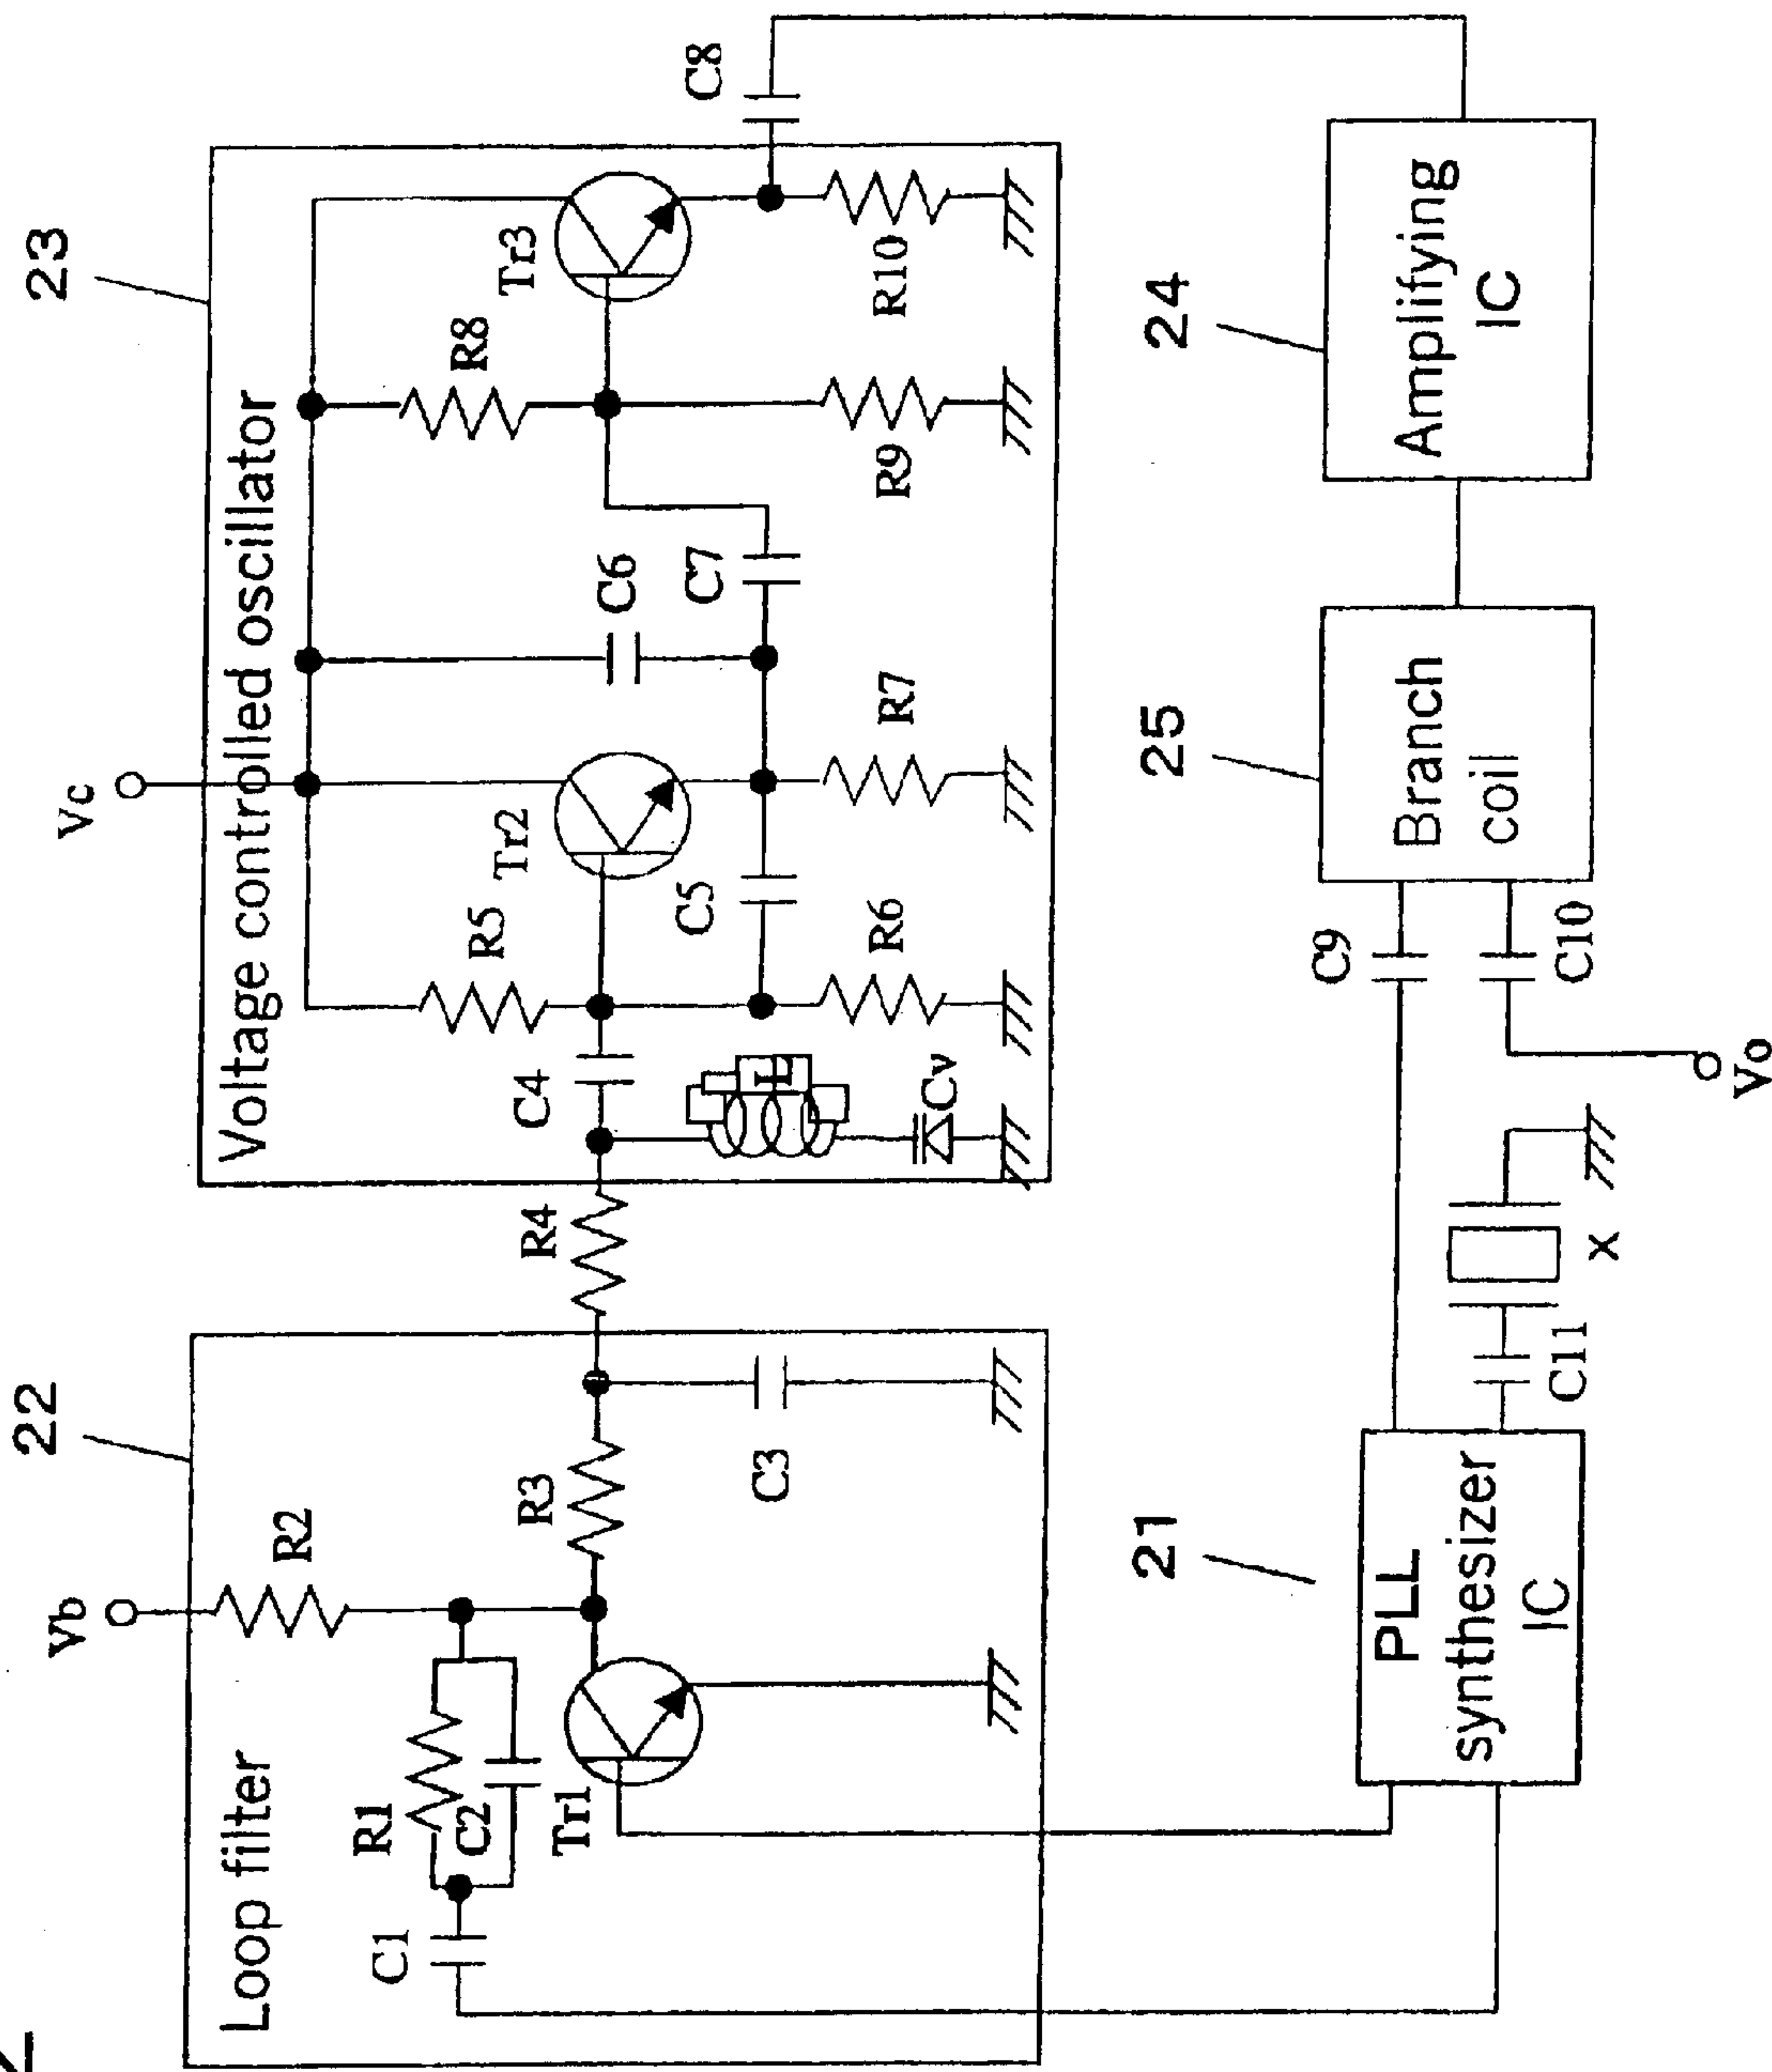 22
23
Vb
Vc
Loop filter
Voltage controlled oscillator
R2
R1
C2
C1
Tr1
R3
C3
R4
C4
L
Cv
R5
R6
C5
Tr2
R7
C6
C7
R8
R9
Tr3
R10
C8
21
25
24
PLL
synthesizer
IC
C11
X
C9
C10
Vo
Branch
coil
Amplifying
IC